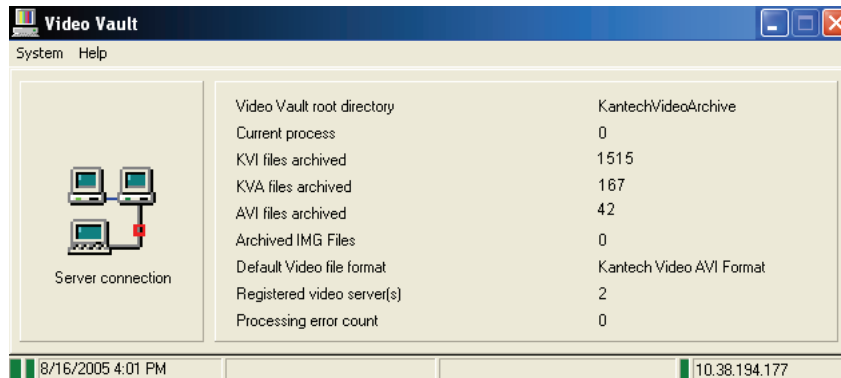 Video Vault
System Help
Video Vault root directory KantechVideoArchive
Current process 0
KVI files archived 1515
KVA files archived 167
AVI files archived 42
Archived IMG Files 0
Default Video file format Kantech Video AVI Format
Registered video server(s) 2
Processing error count 0
Server connection
8/16/2005 4:01 PM 10.38.194.177